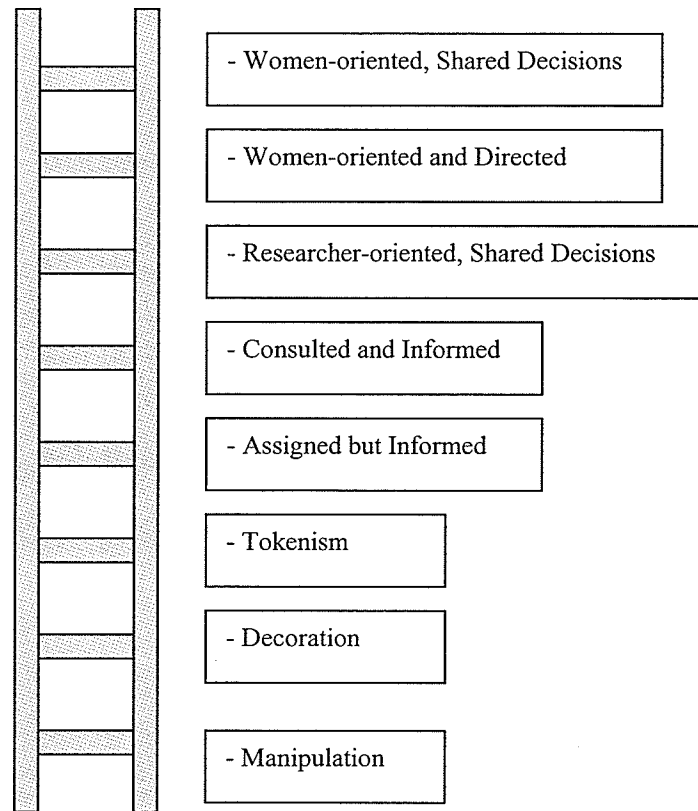 - Women-oriented, Shared Decisions
- Women-oriented and Directed
- Researcher-oriented, Shared Decisions
- Consulted and Informed
- Assigned but Informed
- Tokenism
- Decoration
- Manipulation